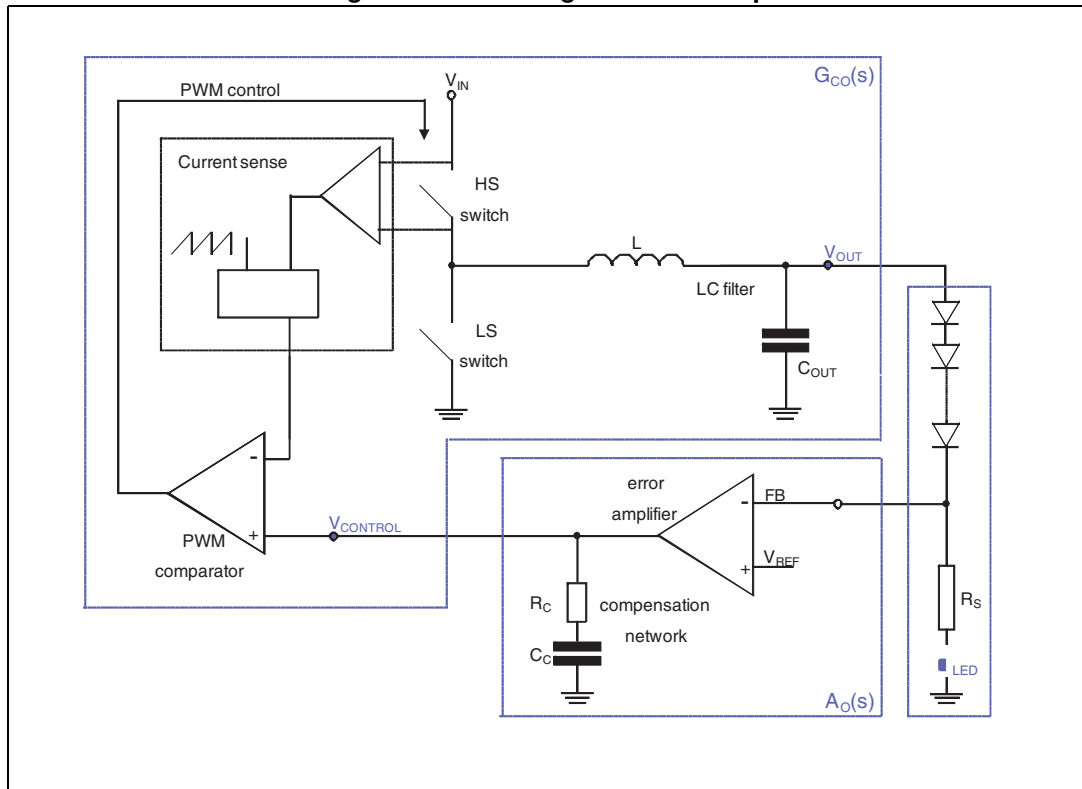 G_CO(s)
V_IN
PWM control
Current sense
HS
switch
L
V_OUT
LC filter
LS
switch
C_OUT
error
amplifier
-
FB
-
V_CONTROL
+
V_REF
+
PWM
comparator
R_C
compensation
network
R_S
C_C
LED
A_O(s)